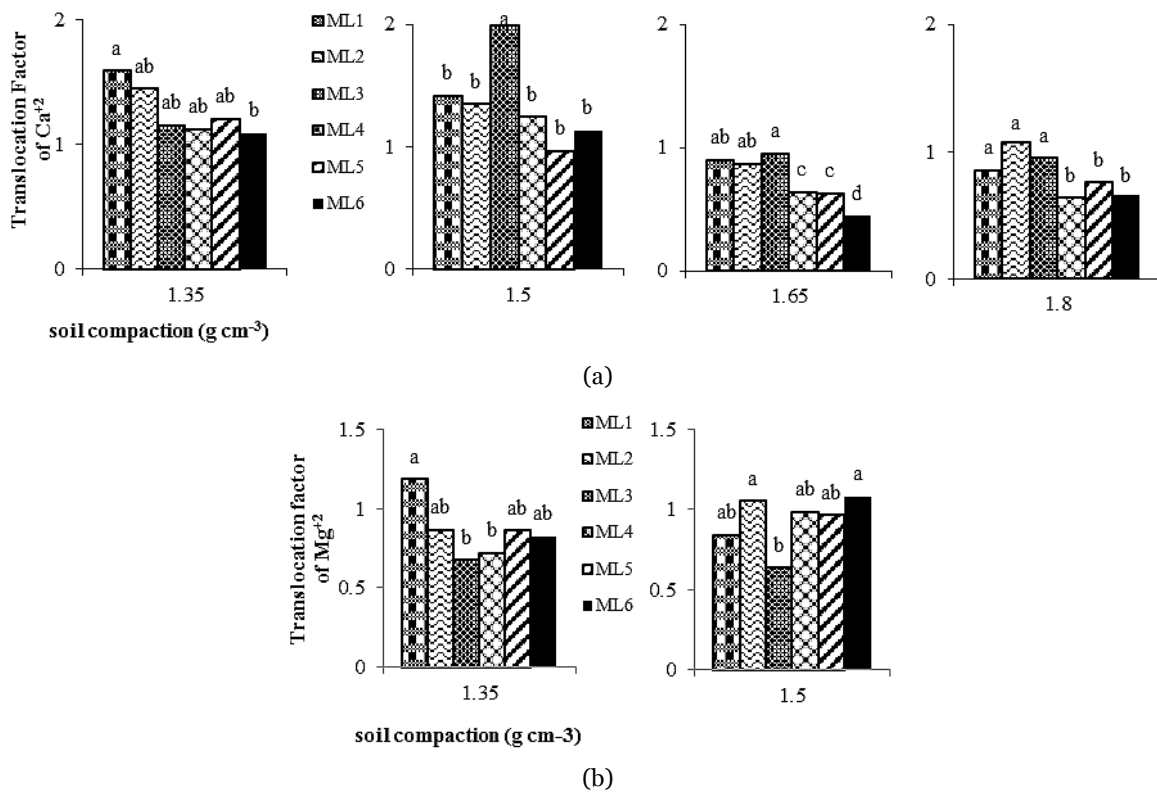 Translocation Factor
of Ca+2
2
1
0
a
ab
ab
ab
ab
b
1.35
soil compaction (g cm-3)
ML1
ML2
ML3
ML4
ML5
ML6
2
1
0
b
b
a
b
b
b
1.5
2
1
0
ab
ab
a
c
c
d
1.65
2
1
0
a
a
a
b
b
b
1.8
(a)
Translocation factor
of Mg+2
1.5
1
0.5
0
a
ab
b
b
ab
ab
1.35
soil compaction (g cm-3)
ML1
ML2
ML3
ML4
ML5
ML6
1.5
1
0.5
0
ab
a
b
ab
ab
a
1.5
(b)